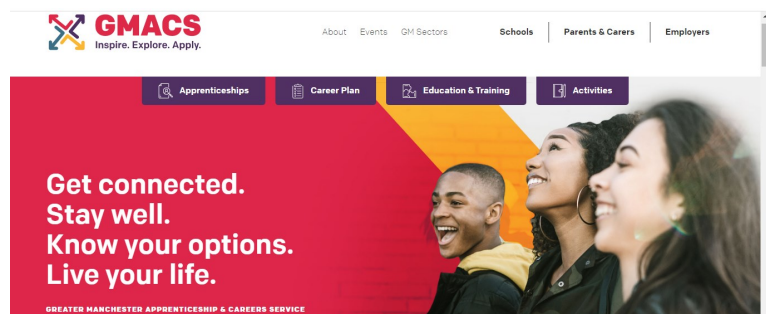 GMACS
Inspire. Explore. Apply.
About Events GM Sectors Schools Parents & Carers Employers
Apprenticeships Career Plan Education & Training Activities
Get connected.
Stay well.
Know your options.
Live your life.
GREATER MANCHESTER APPRENTICESHIP & CAREERS SERVICE